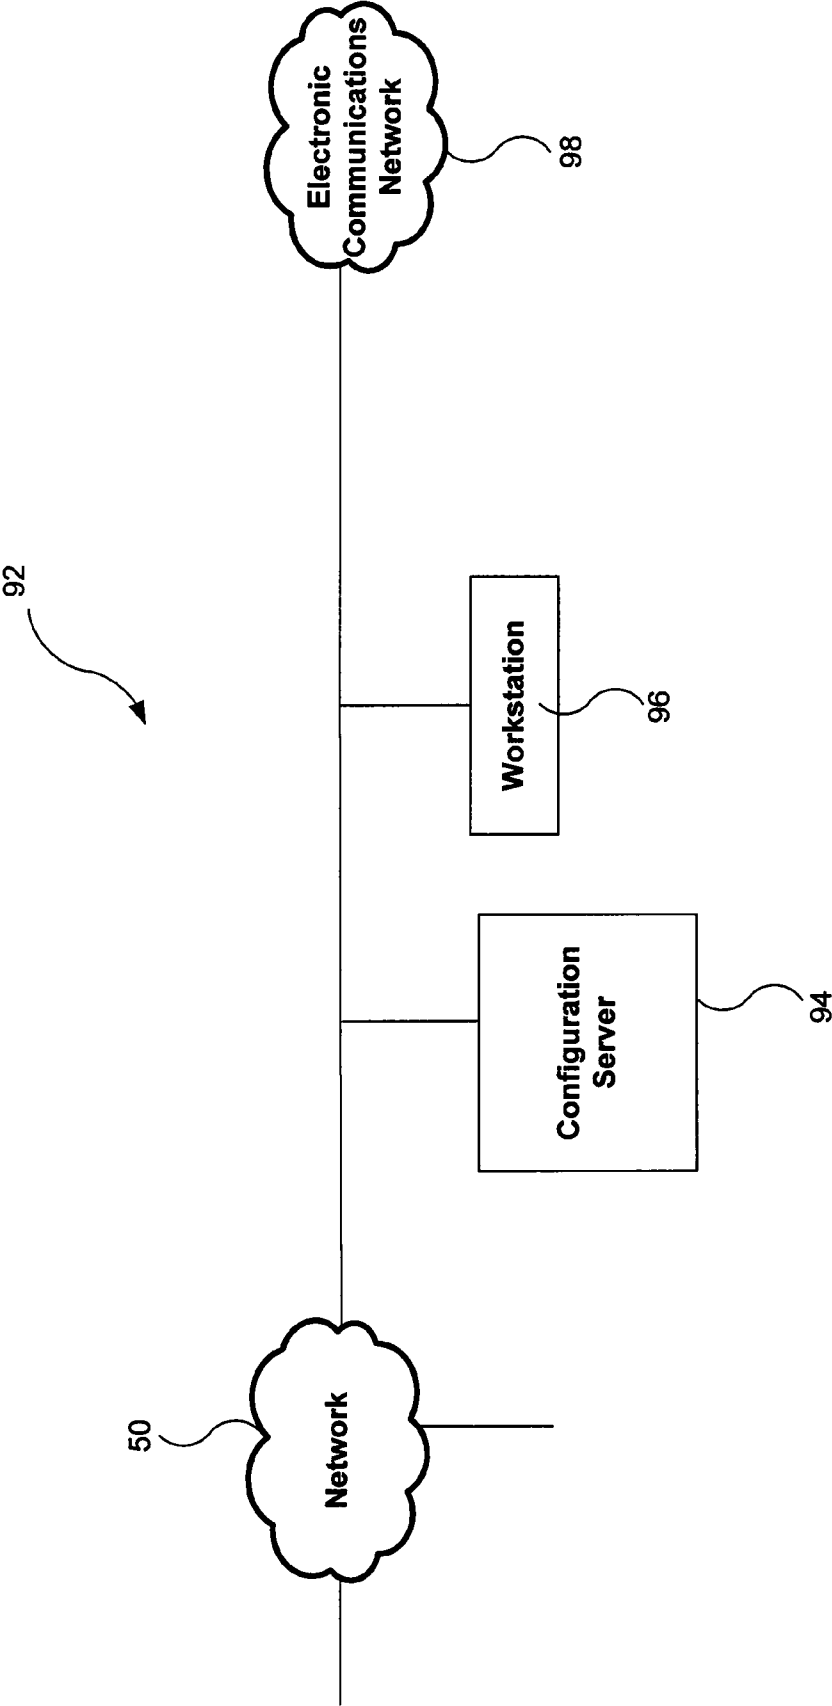 92
50
Network
Configuration
Server
94
Workstation
96
Electronic
Communications
Network
98